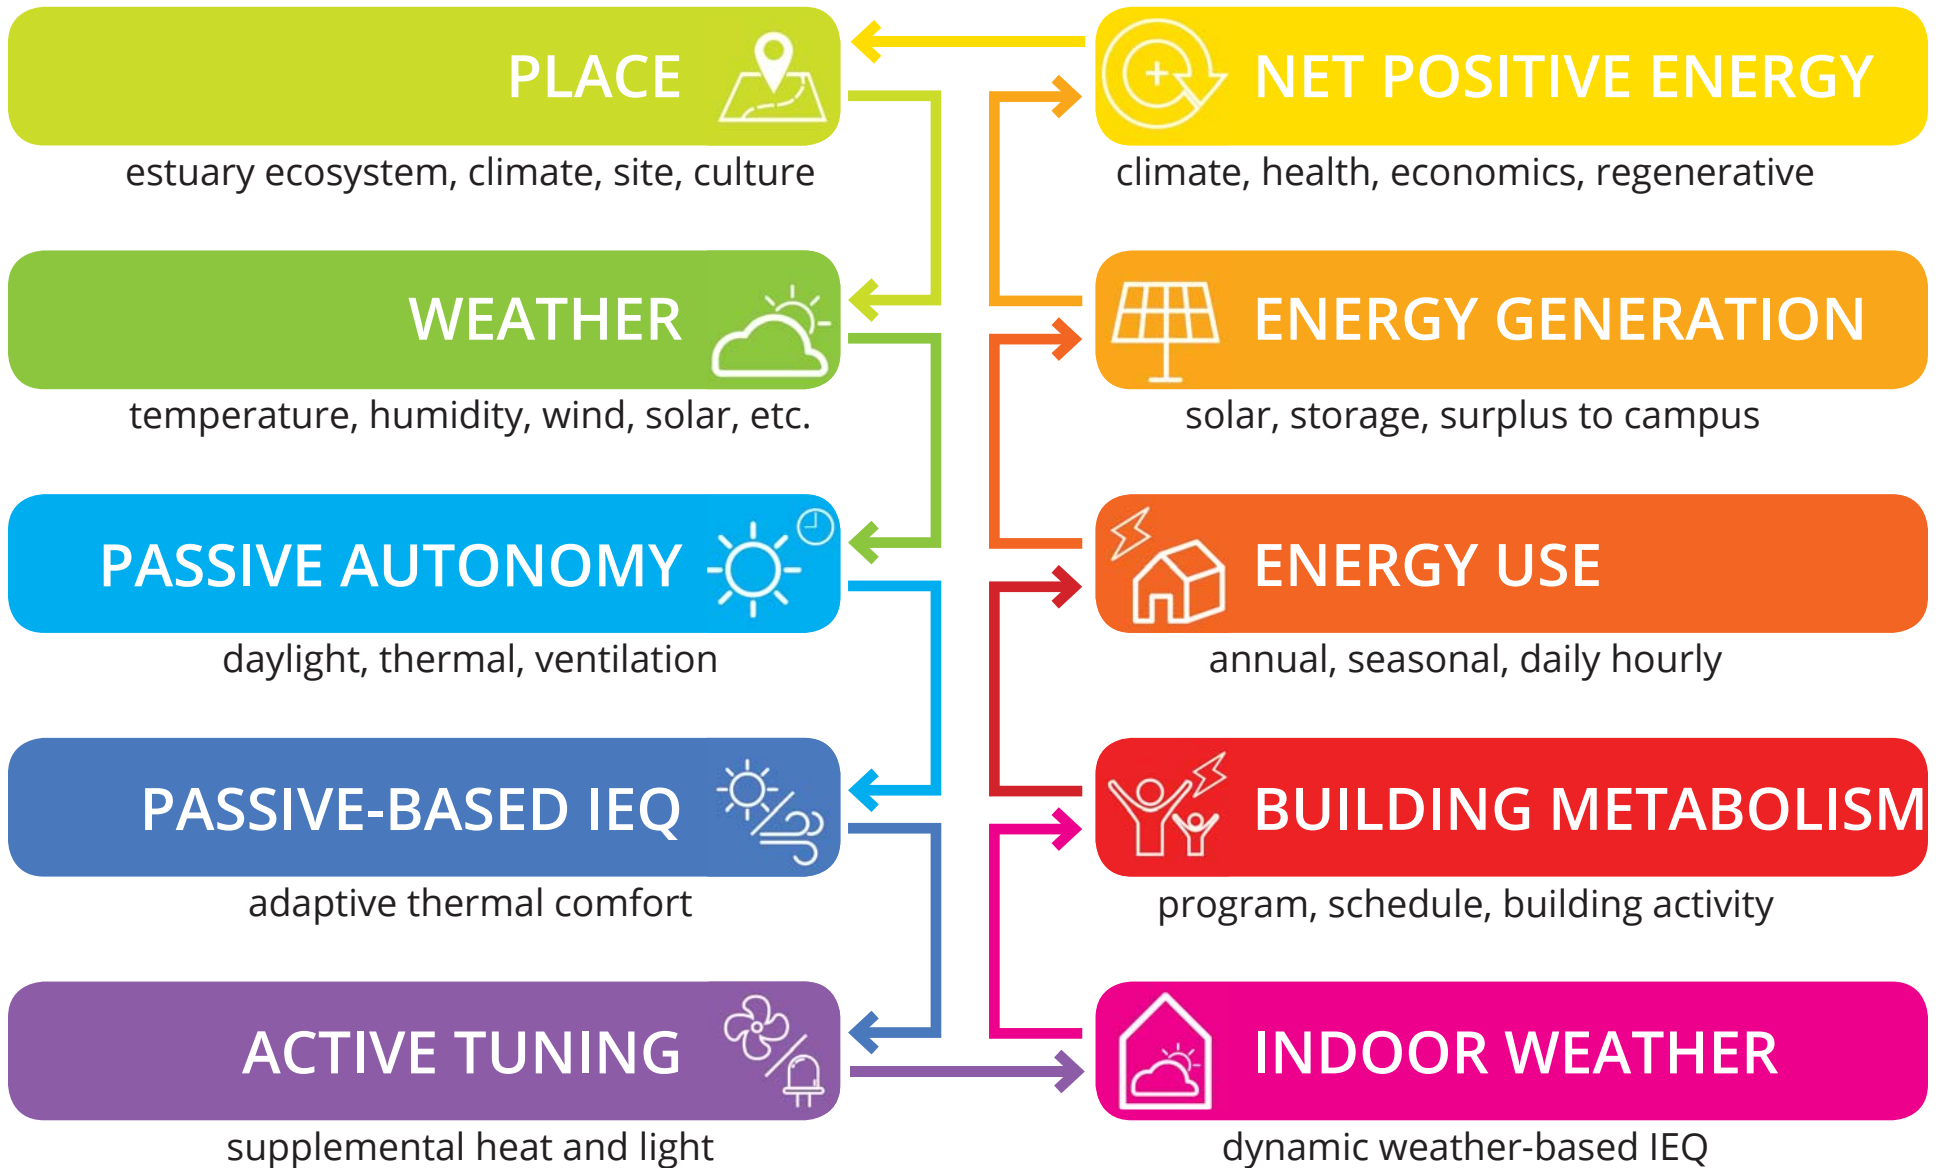 PLACE
estuary ecosystem, climate, site, culture
WEATHER
temperature, humidity, wind, solar, etc.
PASSIVE AUTONOMY
daylight, thermal, ventilation
PASSIVE-BASED IEQ
adaptive thermal comfort
ACTIVE TUNING
supplemental heat and light
NET POSITIVE ENERGY
climate, health, economics, regenerative
ENERGY GENERATION
solar, storage, surplus to campus
ENERGY USE
annual, seasonal, daily hourly
BUILDING METABOLISM
program, schedule, building activity
INDOOR WEATHER
dynamic weather-based IEQ